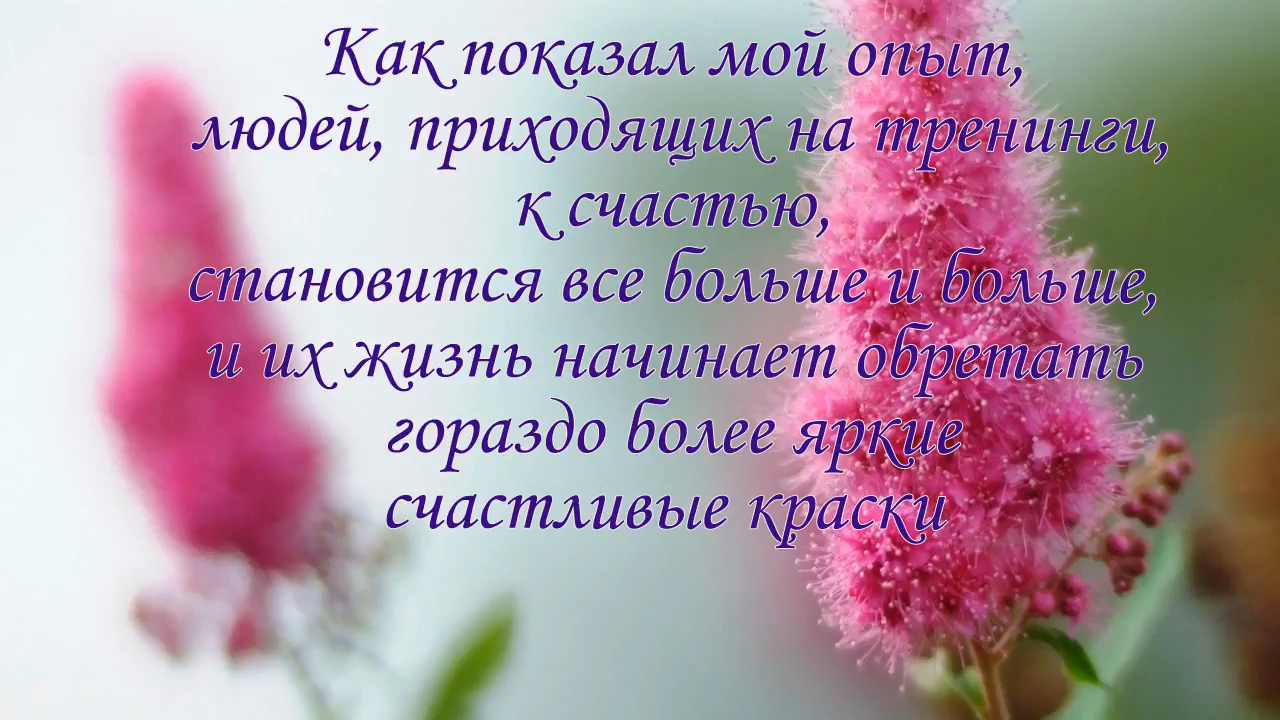 Как показал мой опыт,
людей, приходящих на тренинги,
к счастью,
становится все больше и больше,
и их жизнь начинает обретать
гораздо более яркие
счастливые краски